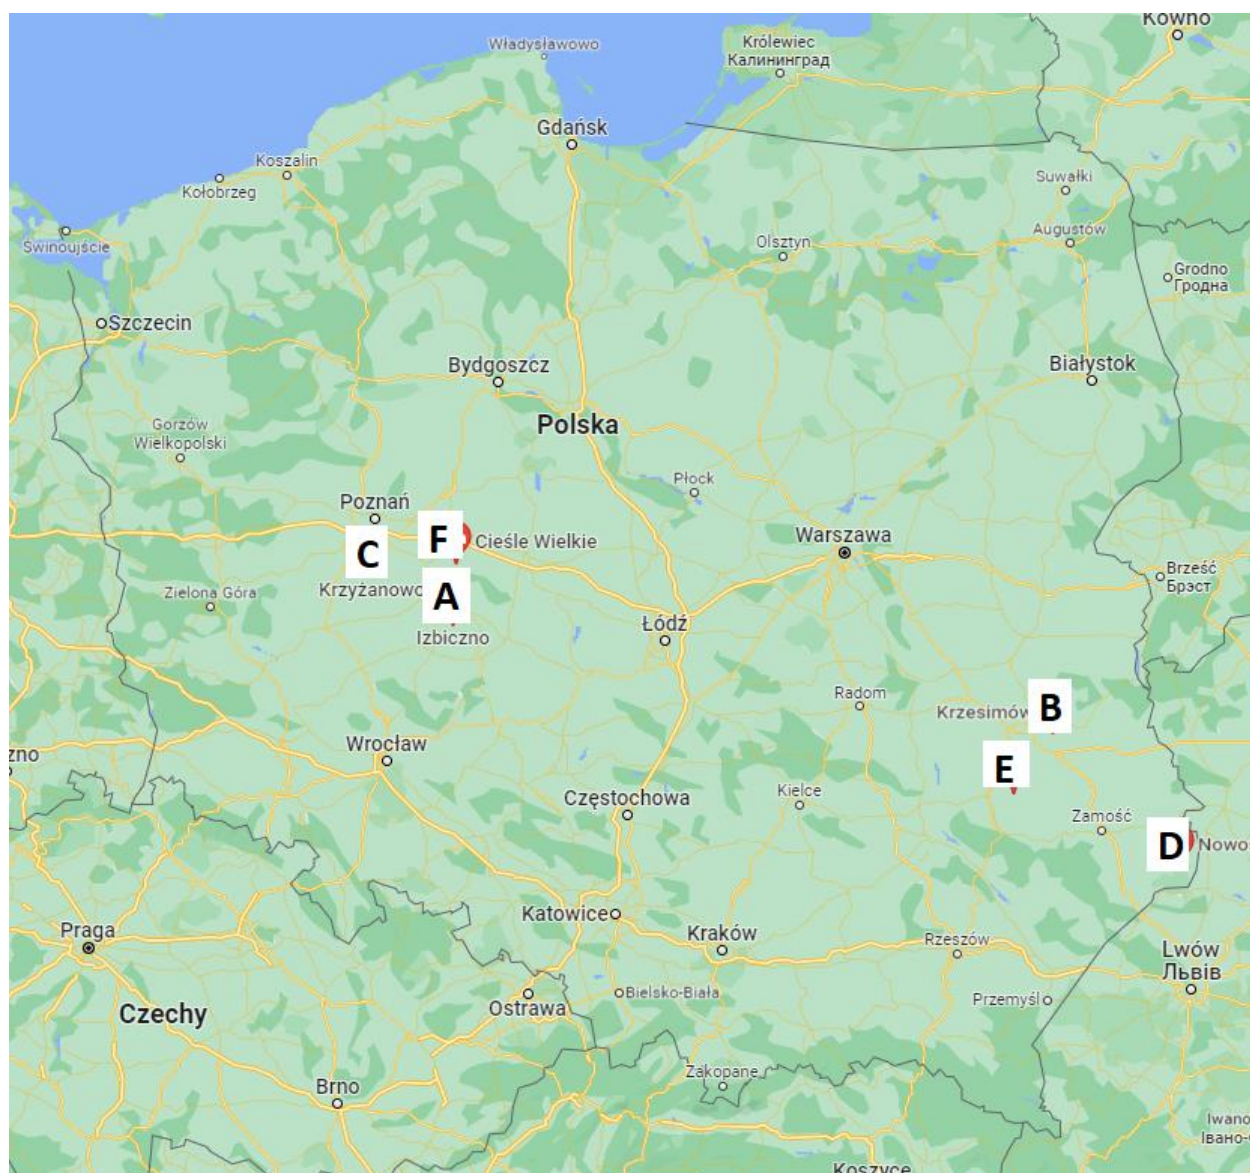 Kowno
Władysławowo
Królewiec
Калининград
Gdańsk
Koszalin
Kołobrzeg
Suwałki
Świnoujście
Augustów
Olsztyn
Grodno
Гродна
Szczecin
Bydgoszcz
Białystok
Polska
Gorzów
Wielkopolski
Płock
Poznań
Warszawa
F
Cieśle Wielkie
C
Brześć
Брэст
Zielona Góra
Krzyżanowo
A
Izbiczno
Łódź
Radom
Krzesimów
B
Wrocław
zno
E
Częstochowa
Kielce
Zamość
D
Nowos
Katowice
Kraków
Praga
Rzeszów
Lwów
Львів
Bielsko-Biała
Przemyśl
Ostrawa
Czechy
Zakopane
Brno
Iwano
Івано-
Koszyce